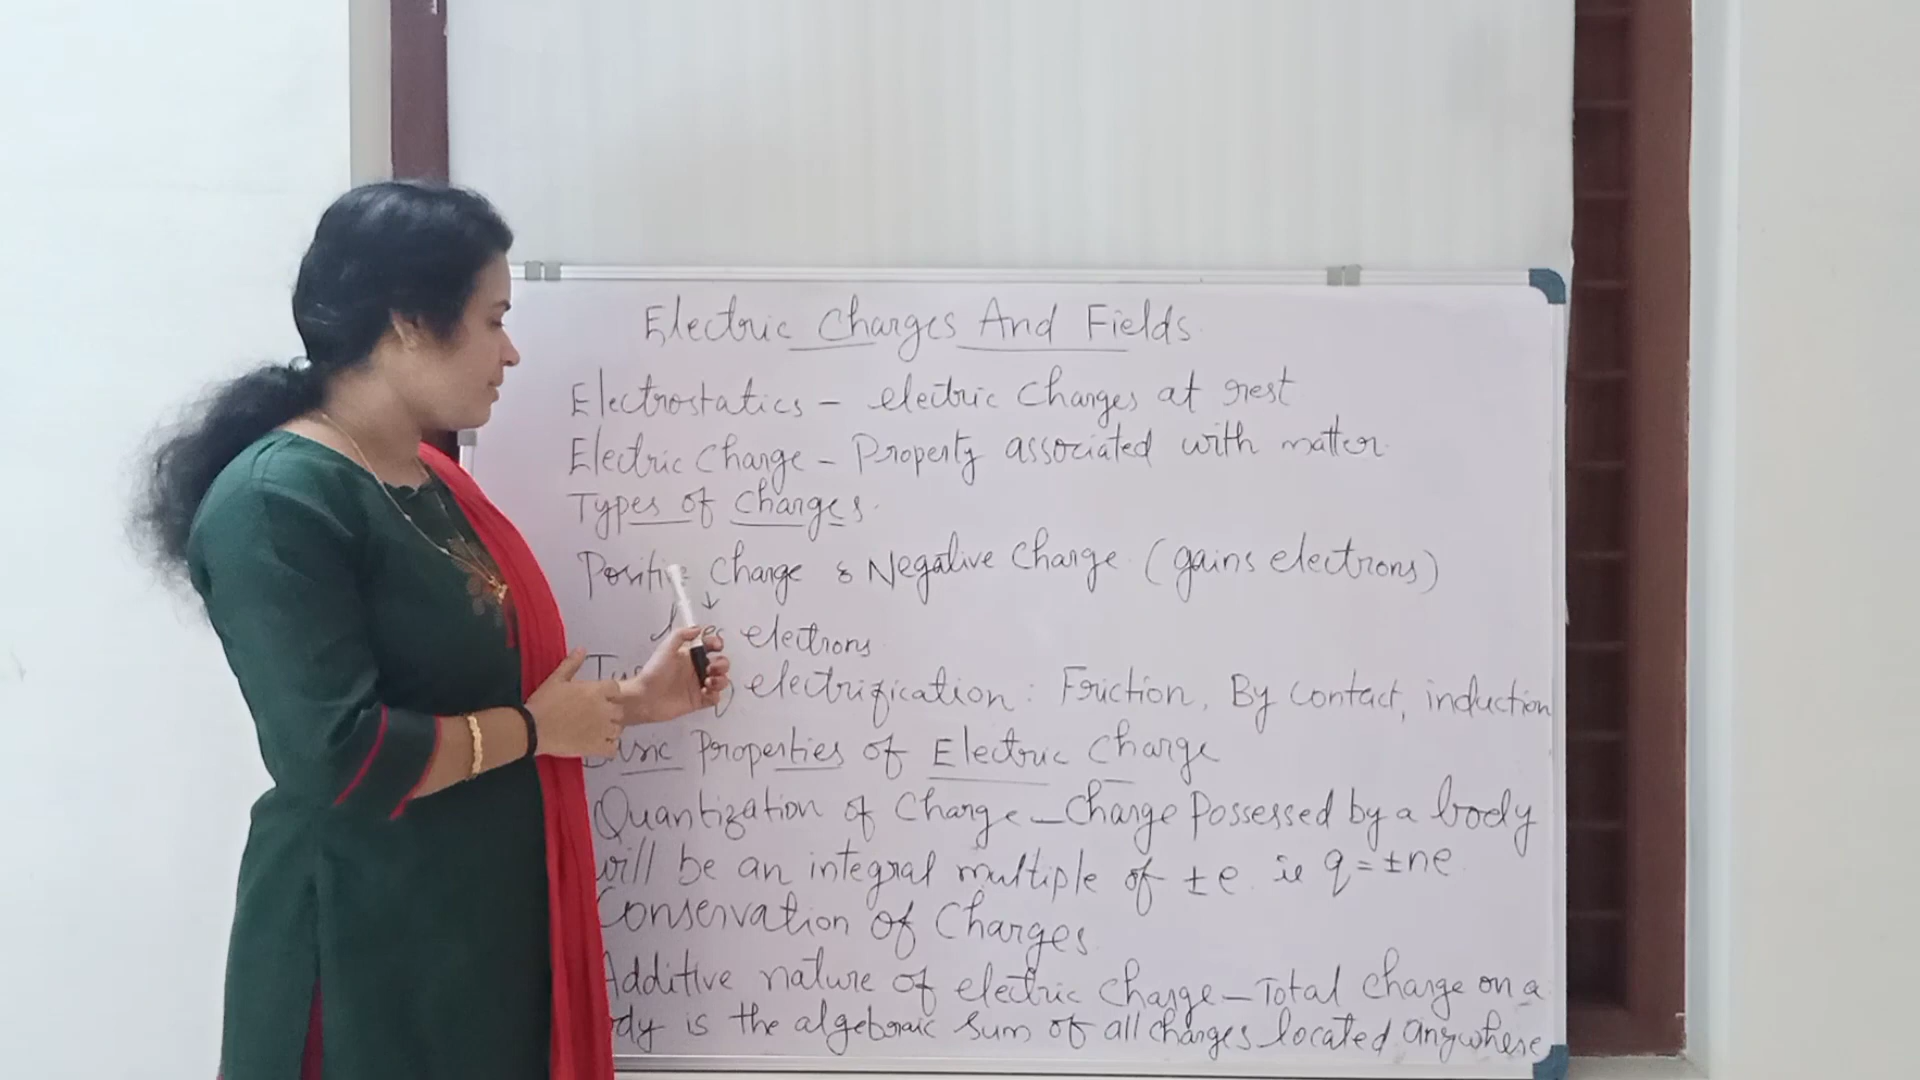 Electric Charges And Fields
Electrostatics - electric charges at rest
Electric Charge - Property associated with matter
Types of charges.
Charge & Negative Charge (gains electrons)
electrons
electrification : Friction, By contact, induction
Properties of Electric Charge
Quantization of Charge - Charge possessed by a body
will be an integral multiple of ±e. ie q = ±ne
Conservation of Charges
Additive nature of electric charge - Total charge on a
is the algebraic sum of all charges located anywhere